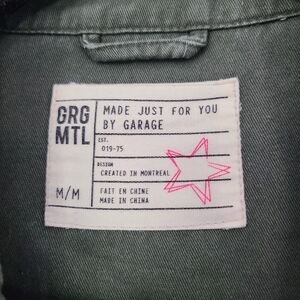 GRG
MTL
MADE JUST FOR YOU
BY GARAGE
EST.
019-75
DESIGN
CREATED IN MONTREAL
M/M
FAIT EN CHINE
MADE IN CHINA